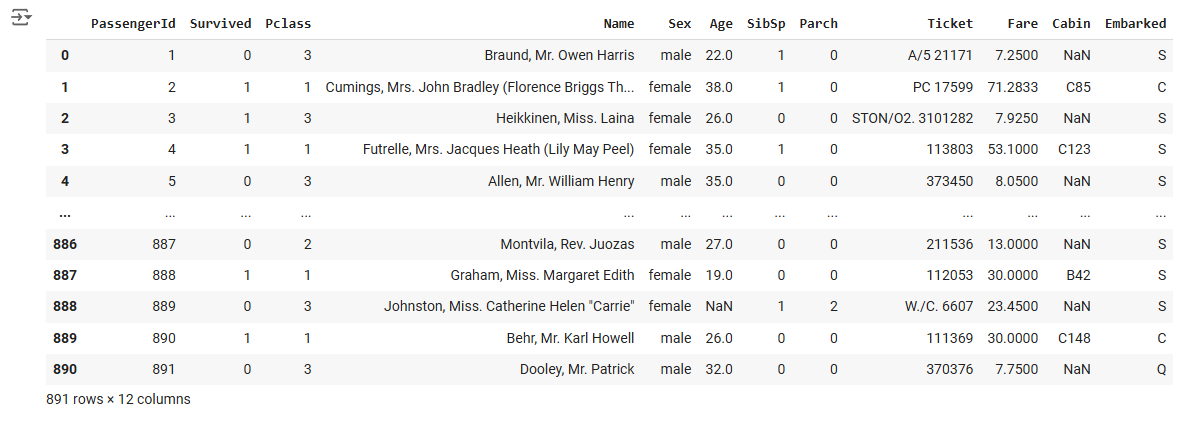 PassengerId Survived Pclass Name Sex Age SibSp Parch Ticket Fare Cabin Embarked
0 1 0 3 Braund, Mr. Owen Harris male 22.0 1 0 A/5 21171 7.2500 NaN S
1 2 1 1 Cumings, Mrs. John Bradley (Florence Briggs Th... female 38.0 1 0 PC 17599 71.2833 C85 C
2 3 1 3 Heikkinen, Miss. Laina female 26.0 0 0 STON/O2. 3101282 7.9250 NaN S
3 4 1 1 Futrelle, Mrs. Jacques Heath (Lily May Peel) female 35.0 1 0 113803 53.1000 C123 S
4 5 0 3 Allen, Mr. William Henry male 35.0 0 0 373450 8.0500 NaN S
... ... ... ... ... ... ... ... ... ... ... ... ...
886 887 0 2 Montvila, Rev. Juozas male 27.0 0 0 211536 13.0000 NaN S
887 888 1 1 Graham, Miss. Margaret Edith female 19.0 0 0 112053 30.0000 B42 S
888 889 0 3 Johnston, Miss. Catherine Helen "Carrie" female NaN 1 2 W./C. 6607 23.4500 NaN S
889 890 1 1 Behr, Mr. Karl Howell male 26.0 0 0 111369 30.0000 C148 C
890 891 0 3 Dooley, Mr. Patrick male 32.0 0 0 370376 7.7500 NaN Q
891 rows × 12 columns